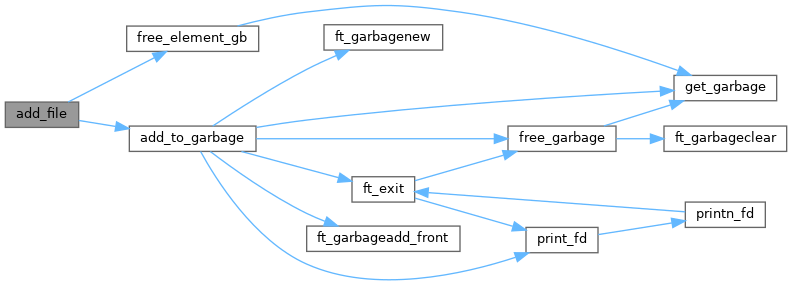 add_file
free_element_gb
add_to_garbage
ft_garbagenew
ft_exit
ft_garbageadd_front
free_garbage
print_fd
get_garbage
ft_garbageclear
printn_fd